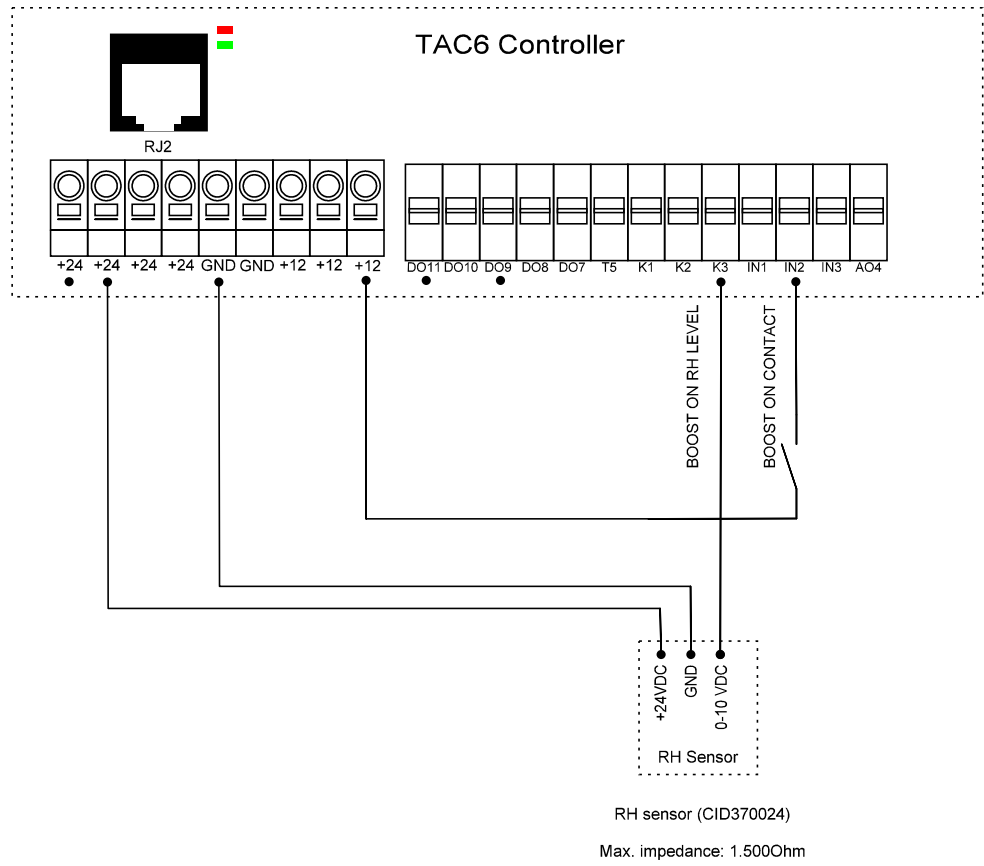 TAC6 Controller
RJ2
+24 +24 +24 +24 GND GND +12 +12 +12
DO11 DO10 DO9 DO8 DO7 T5 K1 K2 K3 IN1 IN2 IN3 AO4
BOOST ON RH LEVEL
BOOST ON CONTACT
+24VDC
GND
0-10 VDC
RH Sensor
RH sensor (CID370024)
Max. impedance: 1.500Ohm